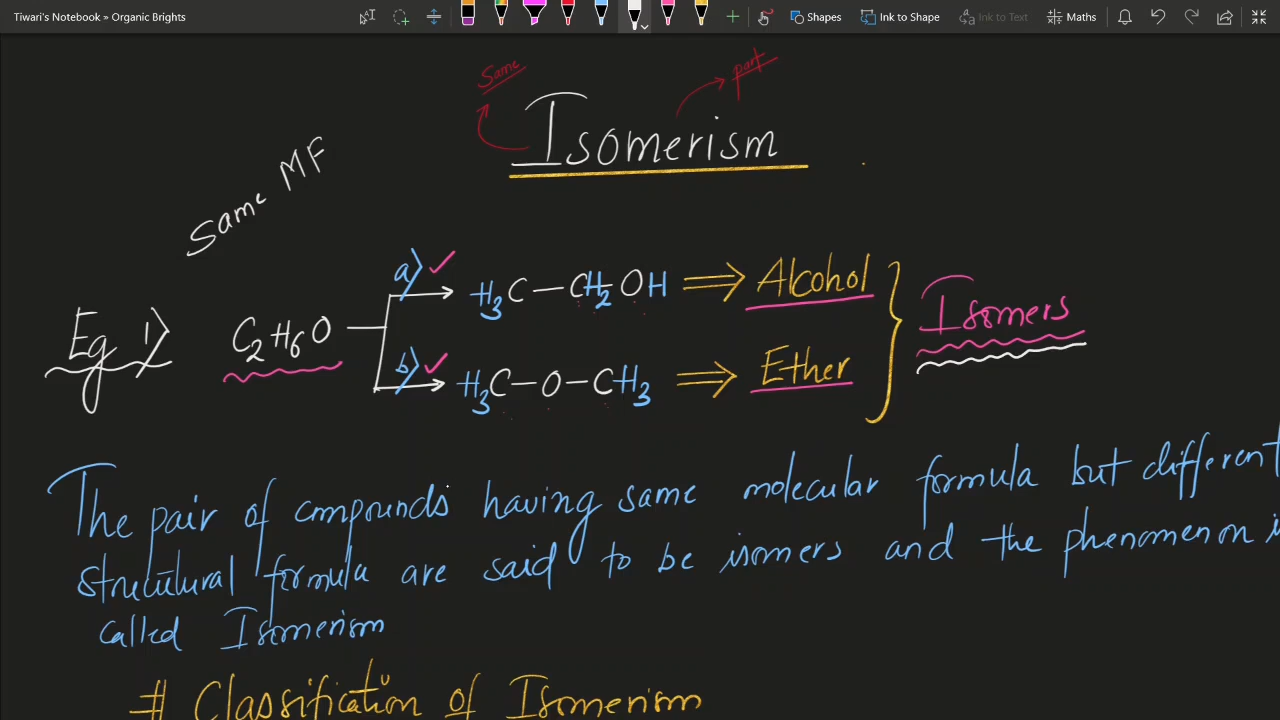 Tiwari's Notebook » Organic Brights
Shapes
Ink to Shape
Ink to Text
Maths
Same
part
Isomerism
Same MF
Eg 1) C2H6O
a) H3C—CH2—OH ⇒ Alcohol
b) H3C—O—CH3 ⇒ Ether
Isomers
The pair of compounds having same molecular formula but different
structural formula are said to be isomers and the phenomenon i
called Isomerism
# Classification of Isomerism